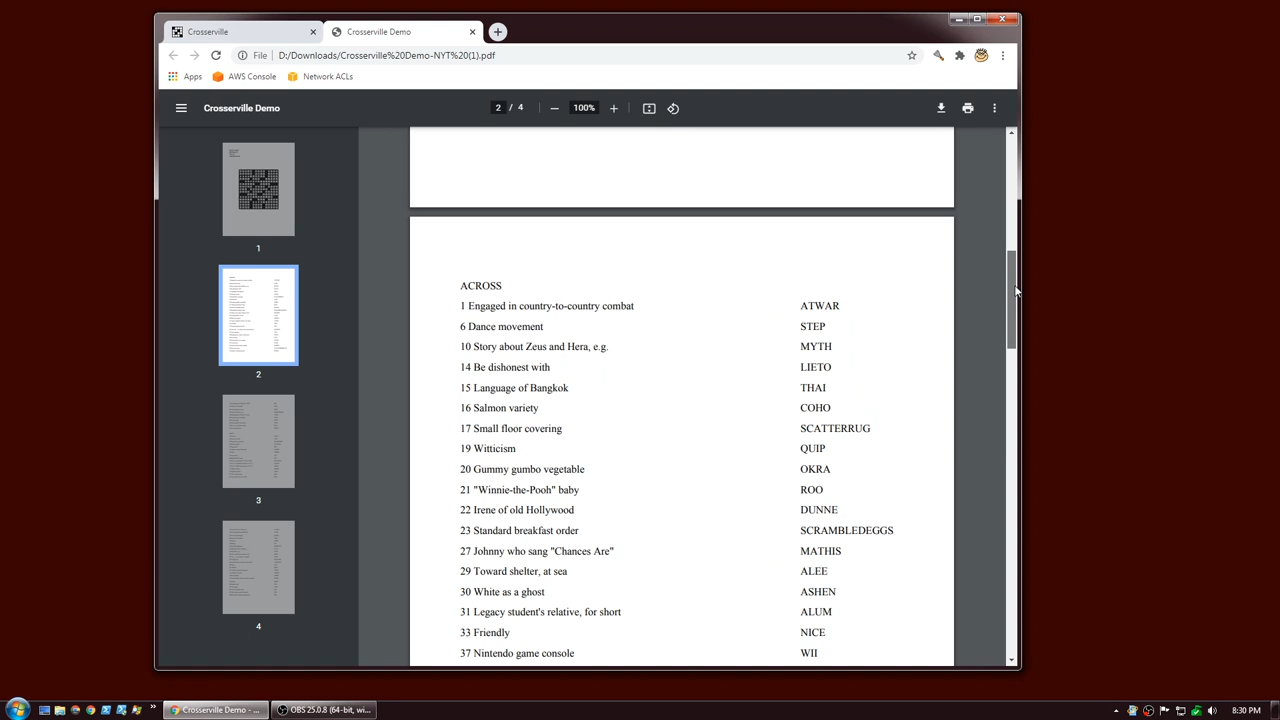 Crosserville
Crosserville Demo
File D:/Downloads/Crosserville%20Demo-NYT%20(1).pdf
Apps AWS Console Network ACLs
Crosserville Demo 2 / 4 100%
1
2
3
4
ACROSS
1 Engaged in country-to-country combat ATWAR
6 Dance movement STEP
10 Story about Zeus and Hera, e.g. MYTH
14 Be dishonest with LIETO
15 Language of Bangkok THAI
16 Salmon variety COHO
17 Small floor covering SCATTERRUG
19 Witticism QUIP
20 Gummy gumbo vegetable OKRA
21 "Winnie-the-Pooh" baby ROO
22 Irene of old Hollywood DUNNE
23 Standard breakfast order SCRAMBLEDEGGS
27 Johnny who sang "Chances Are" MATHIS
29 Toward shelter, at sea ALEE
30 White as a ghost ASHEN
31 Legacy student's relative, for short ALUM
33 Friendly NICE
37 Nintendo game console WII
Crosserville Demo - ...
OBS 25.0.8 (64-bit, wi...
8:30 PM